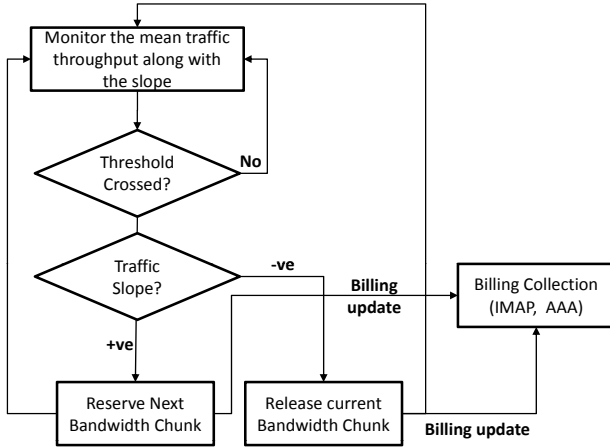 Monitor the mean traffic
throughput along with
the slope
Threshold
Crossed?
No
Traffic
Slope?
-ve
+ve
Billing
update
Billing Collection
(IMAP, AAA)
Reserve Next
Bandwidth Chunk
Release current
Bandwidth Chunk
Billing update